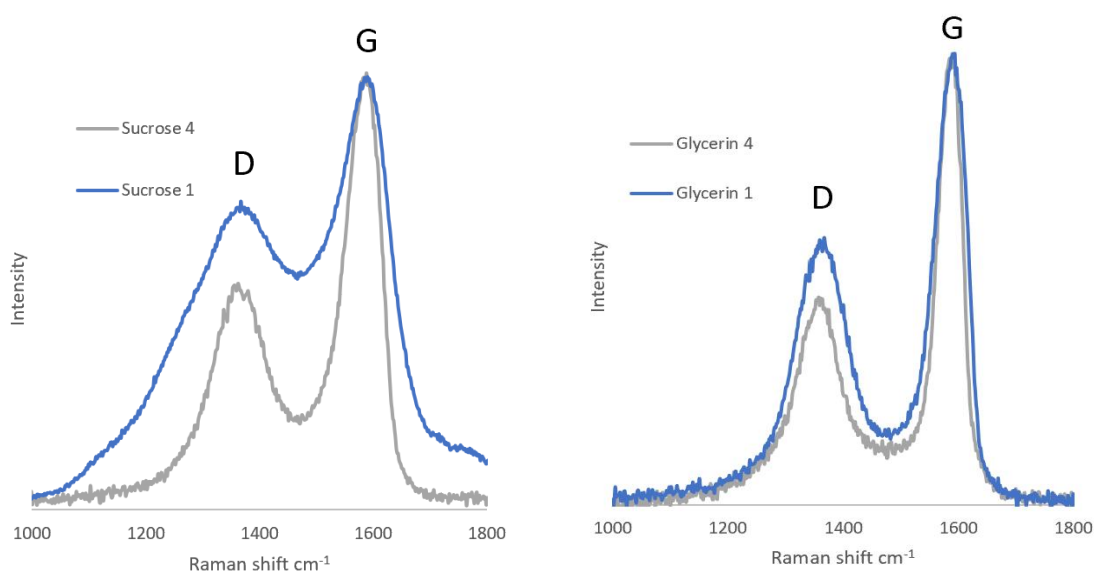 G
D
Sucrose 4
Sucrose 1
Intensity
1000 1200 1400 1600 1800
Raman shift cm⁻¹
G
D
Glycerin 4
Glycerin 1
Intensity
1000 1200 1400 1600 1800
Raman shift cm⁻¹